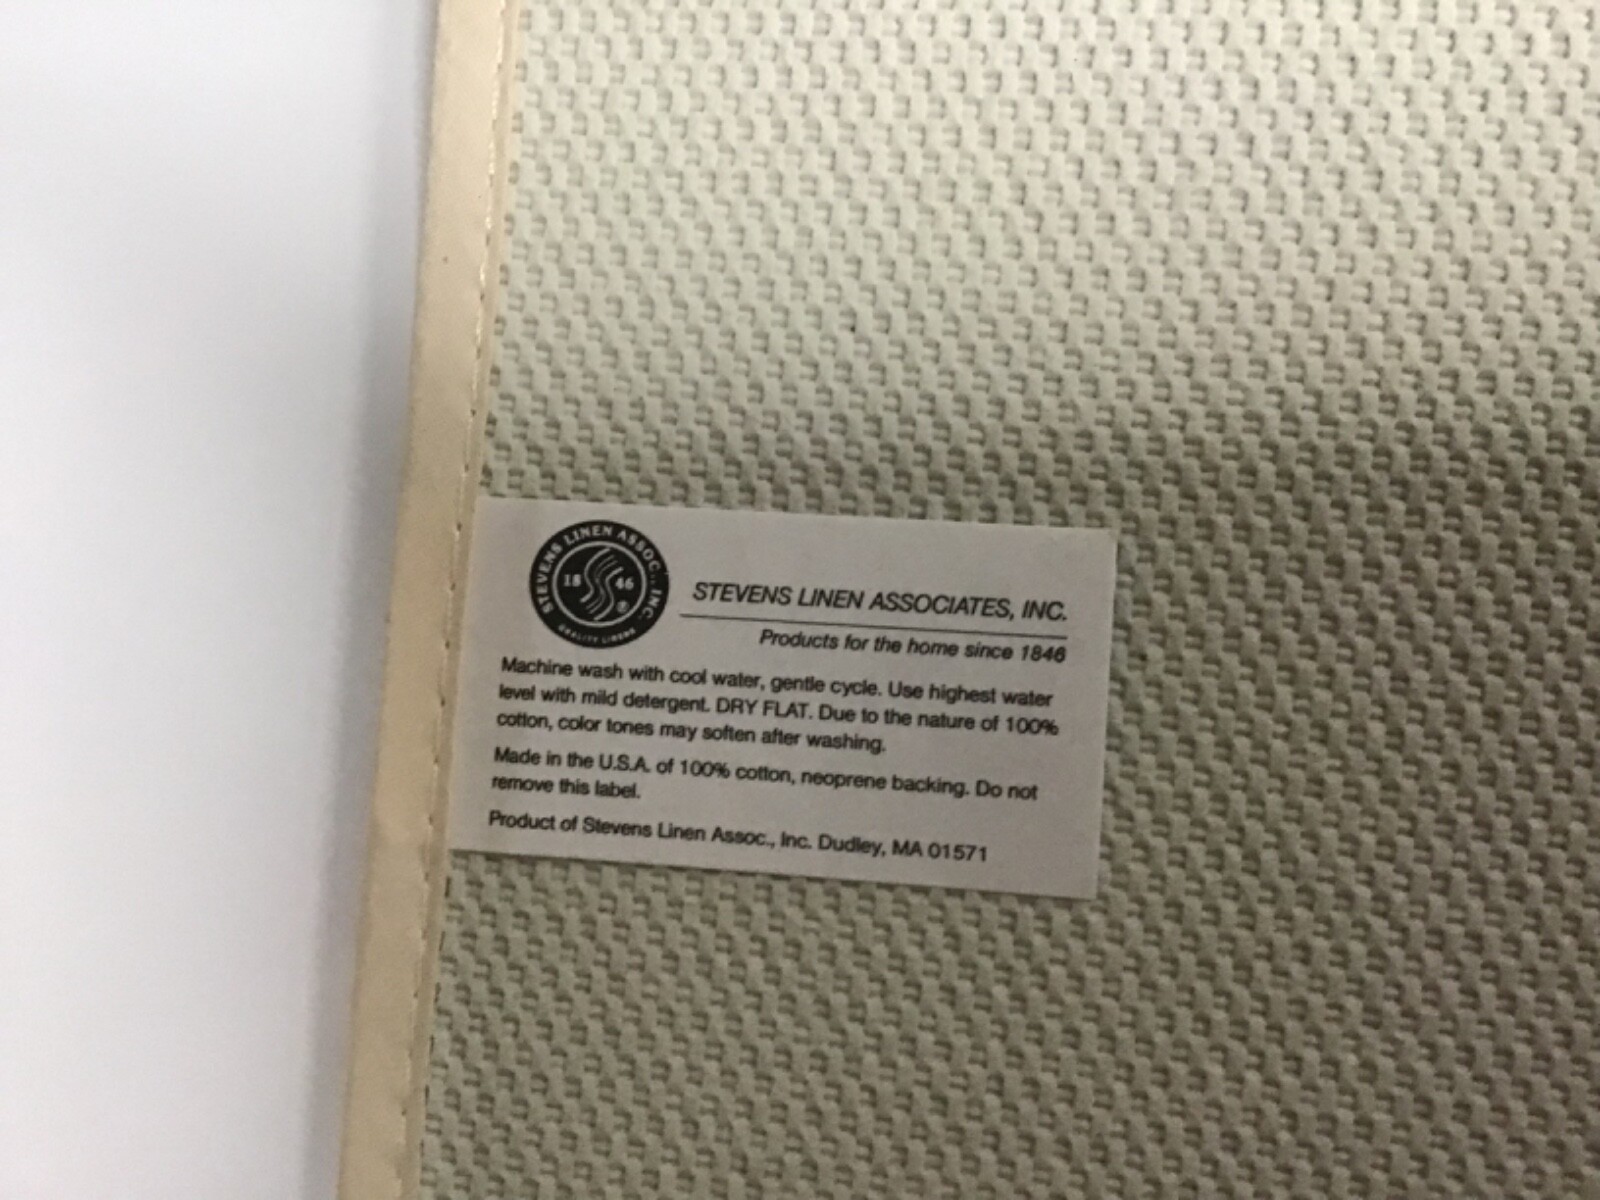 STEVENS LINEN ASSOC., INC.
18 46
®
QUALITY LINENS
STEVENS LINEN ASSOCIATES, INC.
Products for the home since 1846
Machine wash with cool water, gentle cycle. Use highest water
level with mild detergent. DRY FLAT. Due to the nature of 100%
cotton, color tones may soften after washing.
Made in the U.S.A. of 100% cotton, neoprene backing. Do not
remove this label.
Product of Stevens Linen Assoc., Inc. Dudley, MA 01571